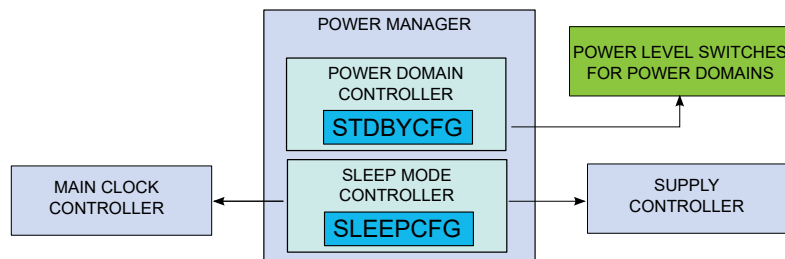 POWER MANAGER
POWER DOMAIN
CONTROLLER
STDBYCFG
POWER LEVEL SWITCHES
FOR POWER DOMAINS
SLEEP MODE
CONTROLLER
SLEEPCFG
MAIN CLOCK
CONTROLLER
SUPPLY
CONTROLLER